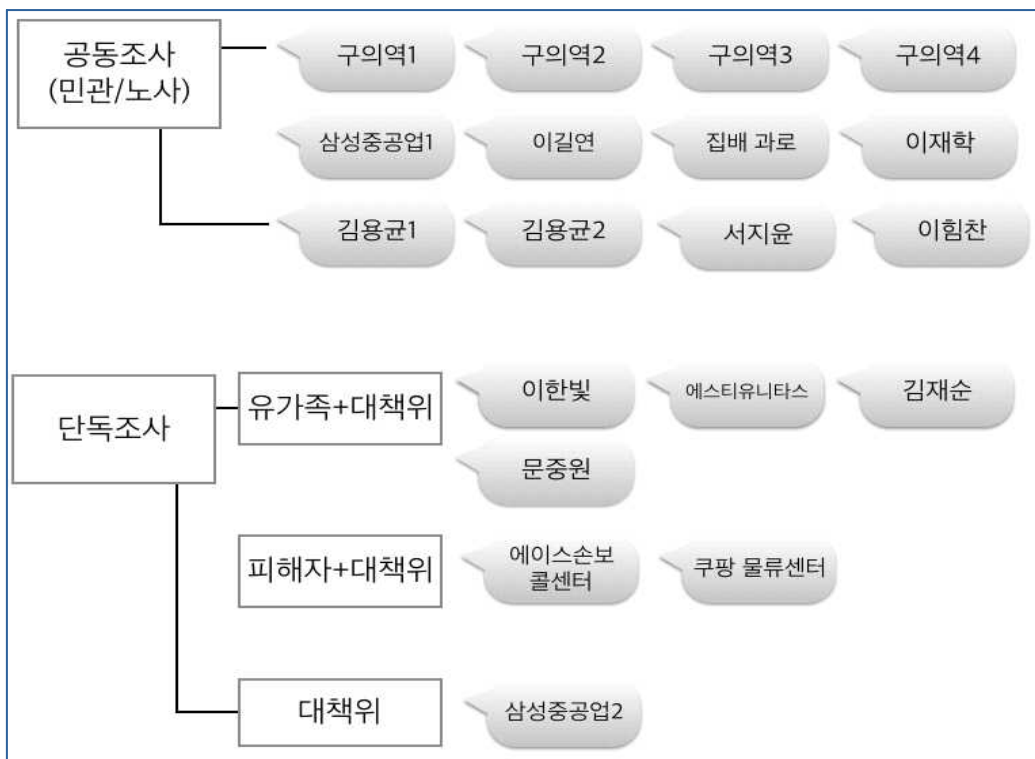 공동조사
(민관/노사)
구의역1
구의역2
구의역3
구의역4
삼성중공업1
이길연
집배 과로
이재학
김용균1
김용균2
서지윤
이힘찬
단독조사
유가족+대책위
이한빛
에스티유니타스
김재순
문중원
피해자+대책위
에이스손보
콜센터
쿠팡 물류센터
대책위
삼성중공업2